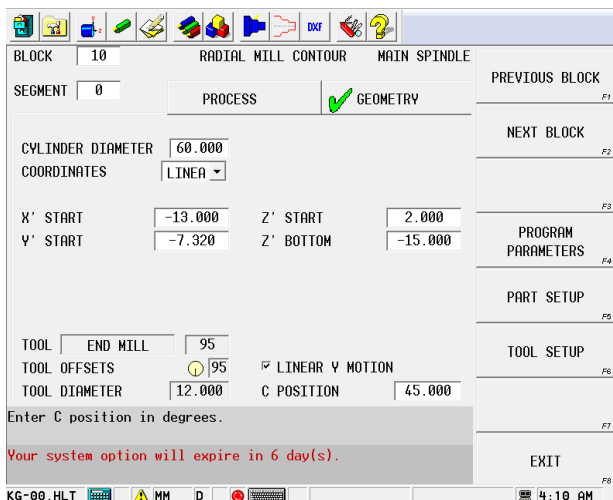 DXF
BLOCK 10 RADIAL MILL CONTOUR MAIN SPINDLE
SEGMENT 0 PROCESS GEOMETRY
CYLINDER DIAMETER 60.000
COORDINATES LINEA
X' START -13.000 Z' START 2.000
Y' START -7.320 Z' BOTTOM -15.000
TOOL END MILL 95
TOOL OFFSETS 95 LINEAR Y MOTION
TOOL DIAMETER 12.000 C POSITION 45.000
Enter C position in degrees.
Your system option will expire in 6 day(s).
PREVIOUS BLOCK
F1
NEXT BLOCK
F2
F3
PROGRAM
PARAMETERS
F4
PART SETUP
F5
TOOL SETUP
F6
F7
EXIT
F8
KG-00.HLT MM D 4:10 AM